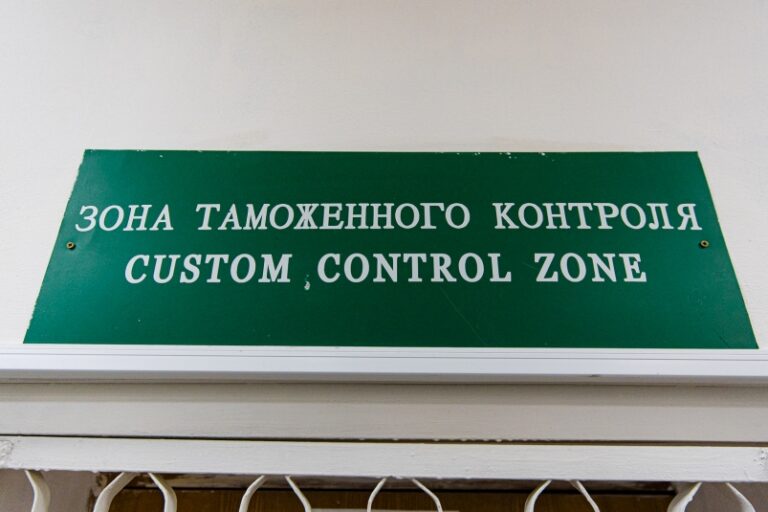 ЗОНА ТАМОЖЕННОГО КОНТРОЛЯ
CUSTOM CONTROL ZONE